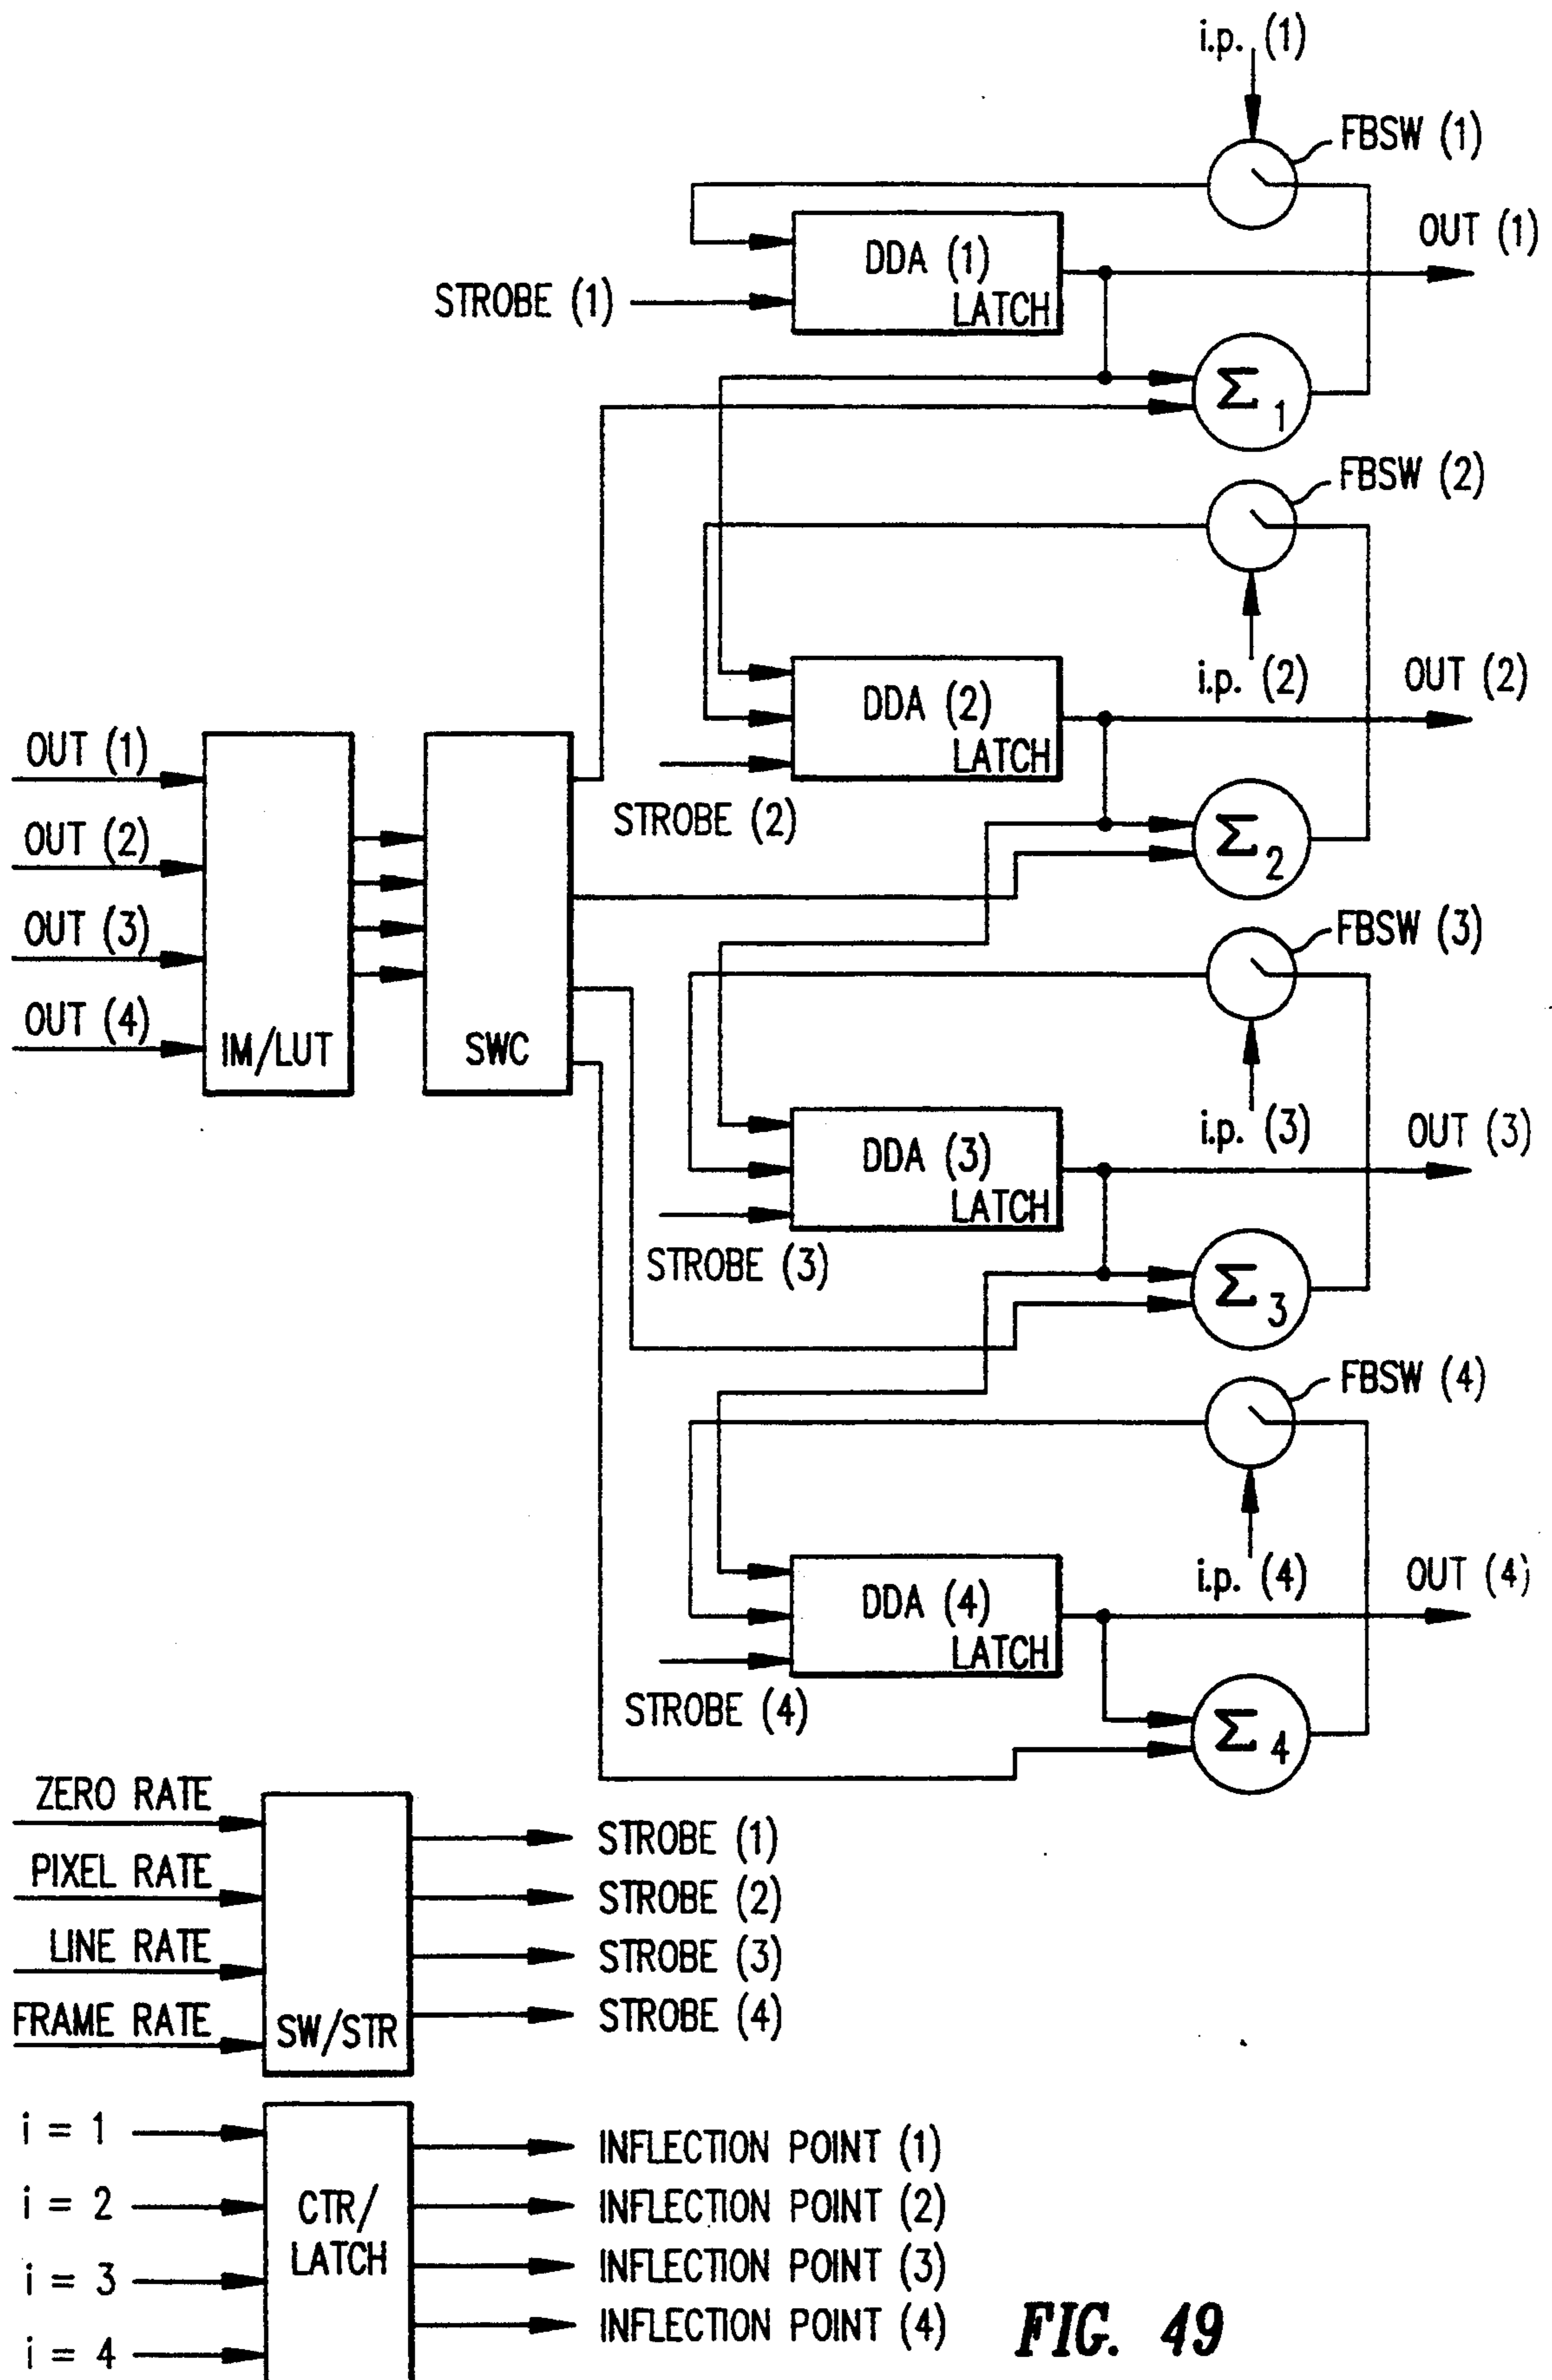 i.p. (1)
FBSW (1)
OUT (1)
DDA (1)
LATCH
STROBE (1)
Σ 1
FBSW (2)
i.p. (2)
OUT (2)
DDA (2)
LATCH
STROBE (2)
Σ 2
OUT (1)
OUT (2)
OUT (3)
OUT (4)
IM/LUT
SWC
FBSW (3)
i.p. (3)
OUT (3)
DDA (3)
LATCH
STROBE (3)
Σ 3
FBSW (4)
i.p. (4)
OUT (4)
DDA (4)
LATCH
STROBE (4)
Σ 4
ZERO RATE
PIXEL RATE
LINE RATE
FRAME RATE
SW/STR
STROBE (1)
STROBE (2)
STROBE (3)
STROBE (4)
i = 1
i = 2
i = 3
i = 4
CTR/
LATCH
INFLECTION POINT (1)
INFLECTION POINT (2)
INFLECTION POINT (3)
INFLECTION POINT (4)
FIG. 49